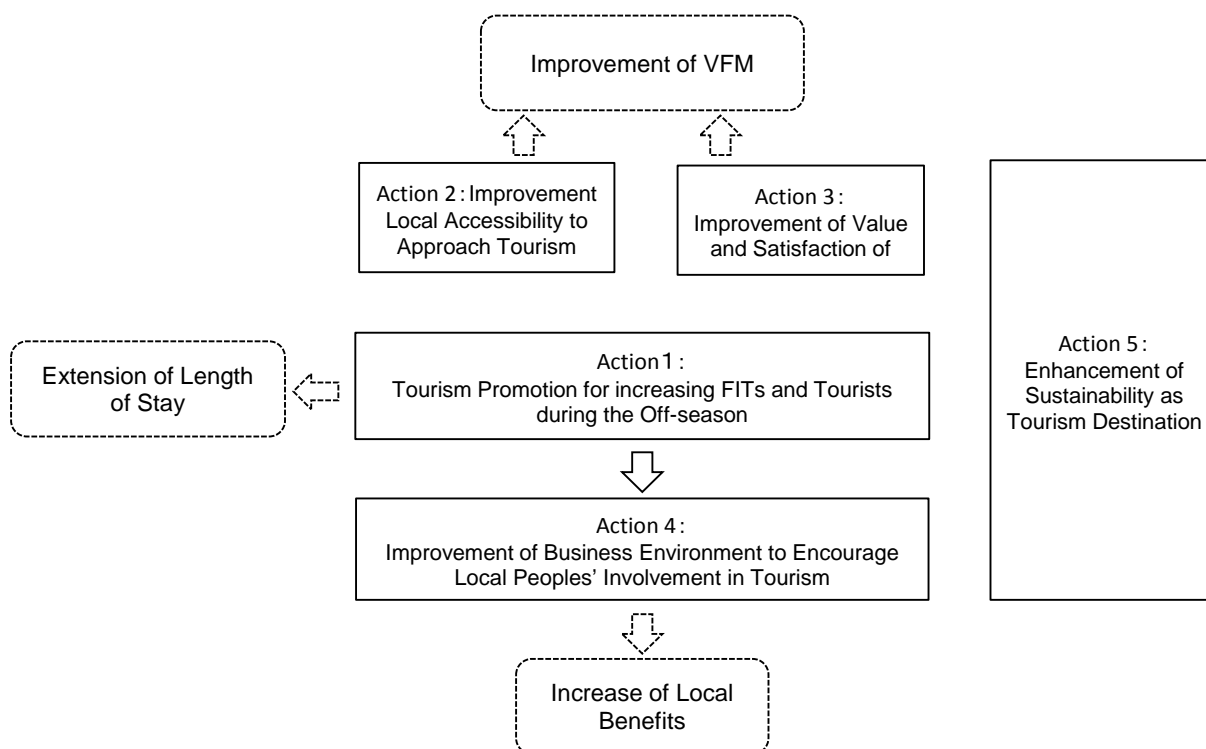 Improvement of VFM
Action 2：Improvement
Local Accessibility to
Approach Tourism
Action 3：
Improvement of Value
and Satisfaction of
Action 5：
Enhancement of
Sustainability as
Tourism Destination
Extension of Length
of Stay
Action1：
Tourism Promotion for increasing FITs and Tourists
during the Off-season
Action 4：
Improvement of Business Environment to Encourage
Local Peoples’ Involvement in Tourism
Increase of Local
Benefits